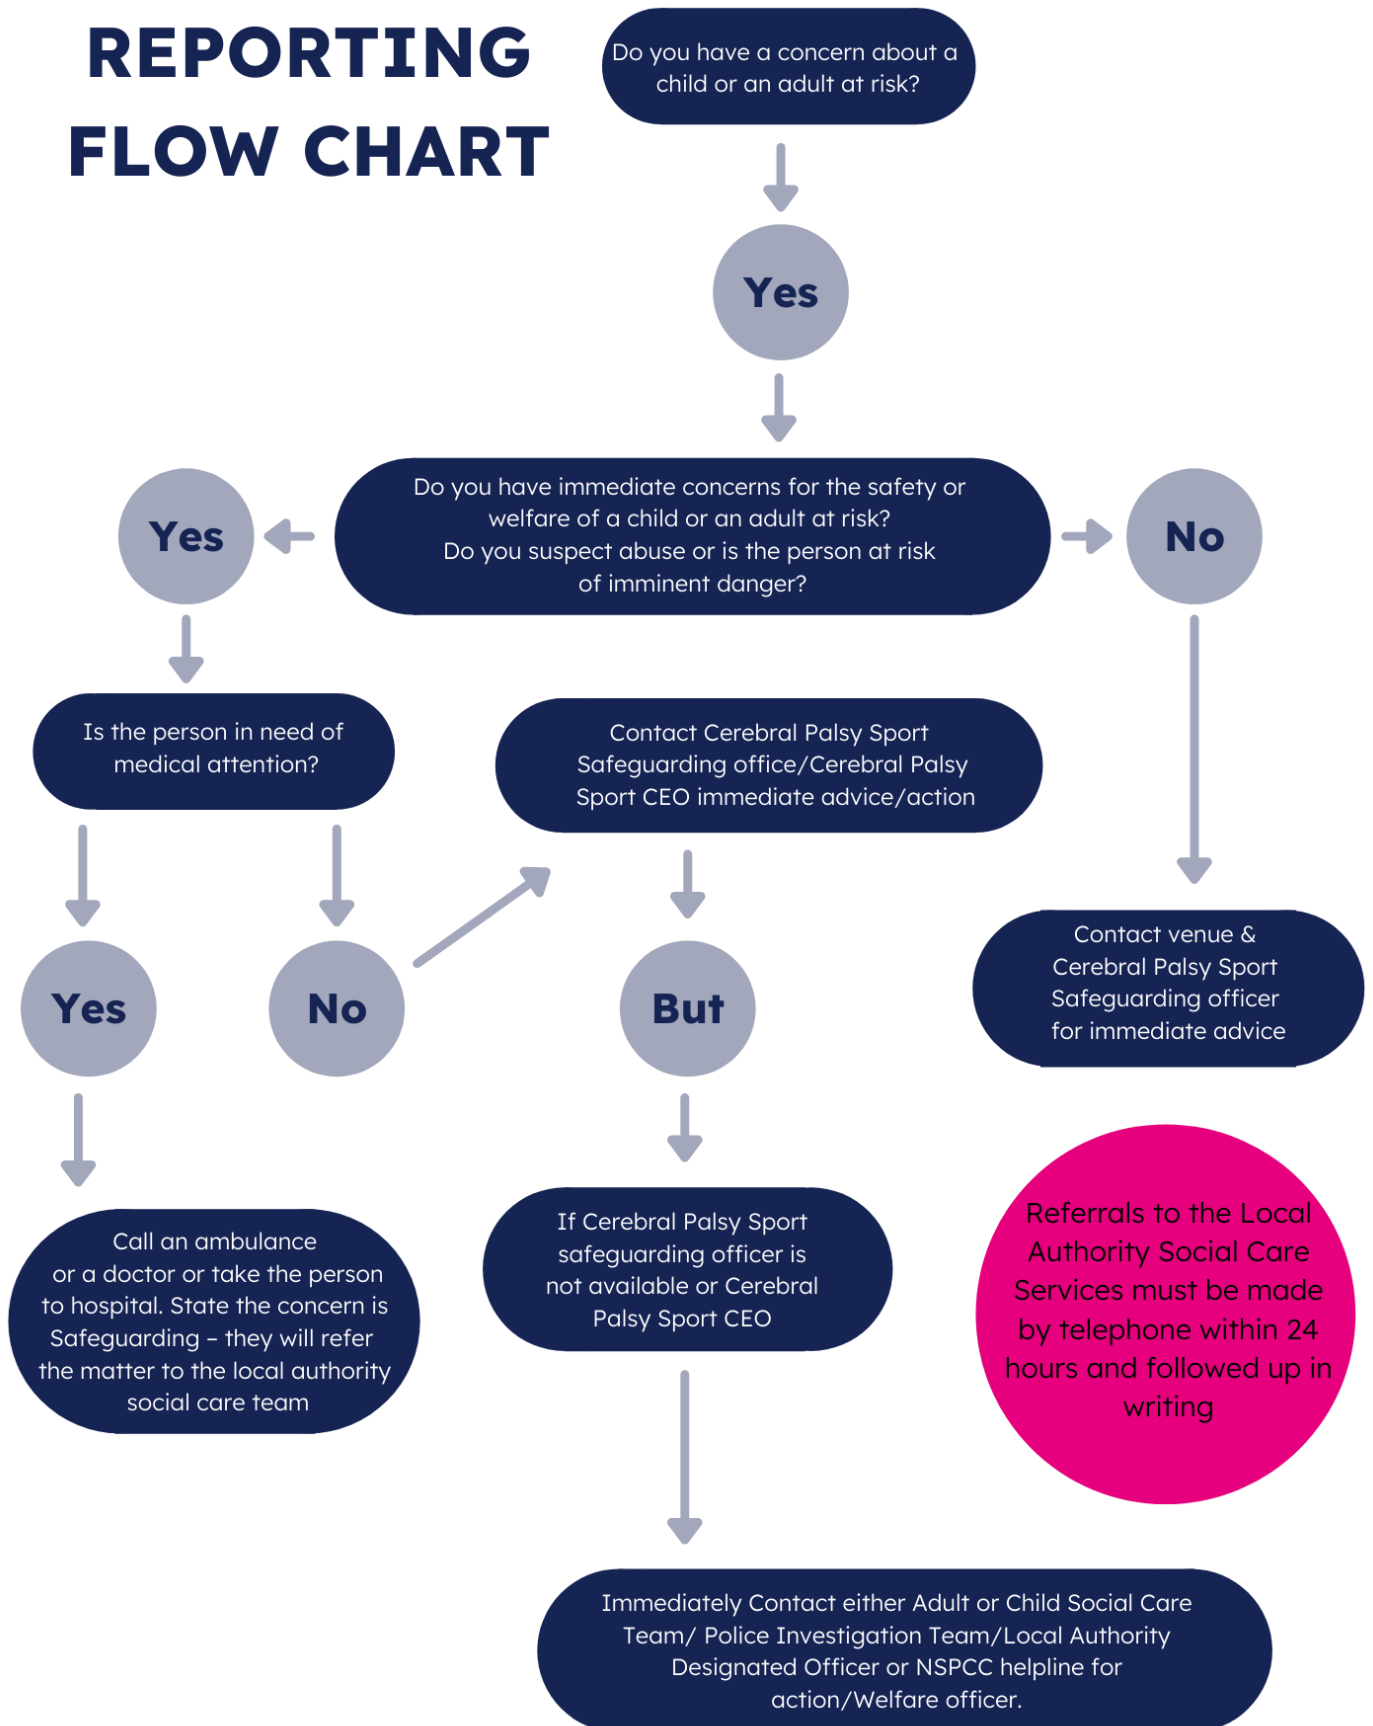 REPORTING
FLOW CHART
Do you have a concern about a
child or an adult at risk?
Yes
Do you have immediate concerns for the safety or
welfare of a child or an adult at risk?
Do you suspect abuse or is the person at risk
of imminent danger?
Yes
No
Is the person in need of
medical attention?
Contact Cerebral Palsy Sport
Safeguarding office/Cerebral Palsy
Sport CEO immediate advice/action
Yes
No
But
Contact venue &
Cerebral Palsy Sport
Safeguarding officer
for immediate advice
Call an ambulance
or a doctor or take the person
to hospital. State the concern is
Safeguarding – they will refer
the matter to the local authority
social care team
If Cerebral Palsy Sport
safeguarding officer is
not available or Cerebral
Palsy Sport CEO
Referrals to the Local
Authority Social Care
Services must be made
by telephone within 24
hours and followed up in
writing
Immediately Contact either Adult or Child Social Care
Team/ Police Investigation Team/Local Authority
Designated Officer or NSPCC helpline for
action/Welfare officer.